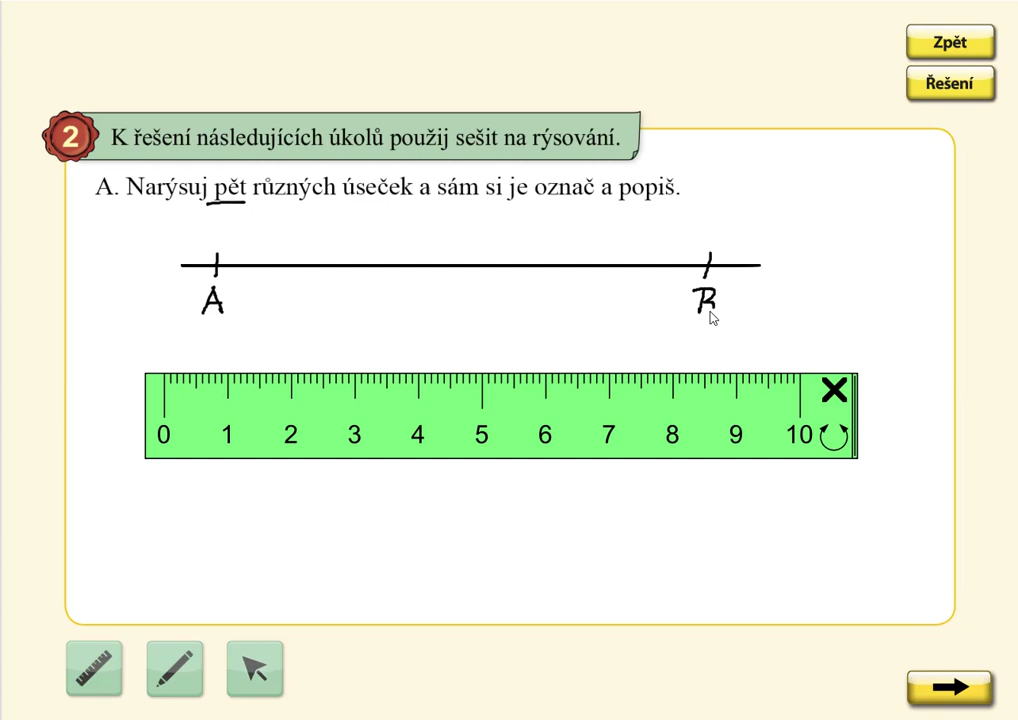 Zpět
Řešení
2 K řešení následujících úkolů použij sešit na rýsování.
A. Narýsuj pět různých úseček a sám si je označ a popiš.
A B
0 1 2 3 4 5 6 7 8 9 10